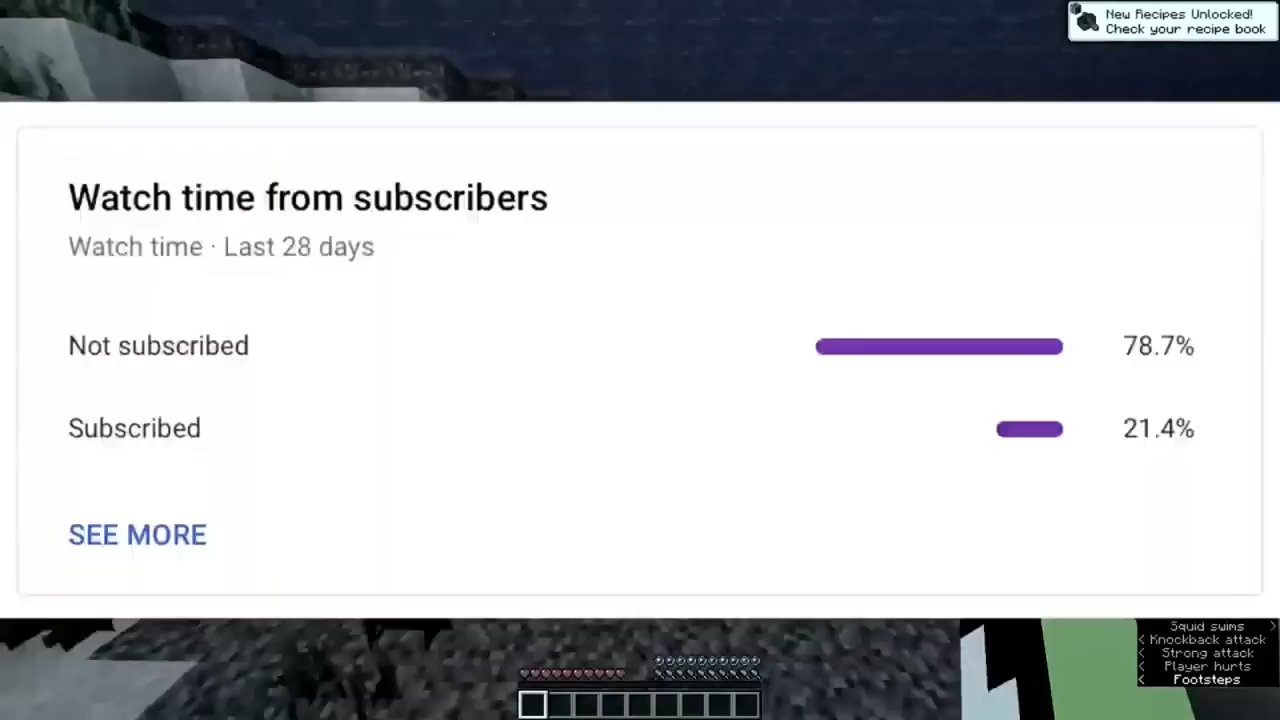 New Recipes Unlocked!
Check your recipe book
Watch time from subscribers
Watch time · Last 28 days
Not subscribed 78.7%
Subscribed 21.4%
SEE MORE
Squid swims >
< Knockback attack
< Strong attack
< Player hurts
< Footsteps